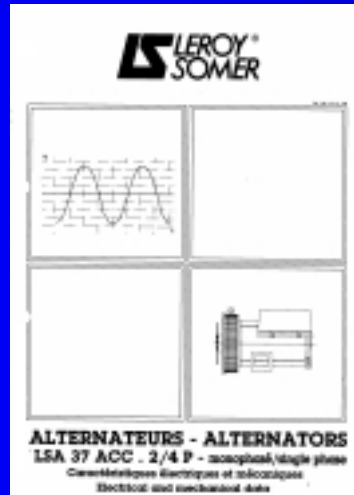 LEROY®
SOMER
ALTERNATEURS - ALTERNATORS
LSA 37 ACC . 2/4 P - monophasé/single phase
Caractéristiques électriques et mécaniques
Electrical and mechanical data